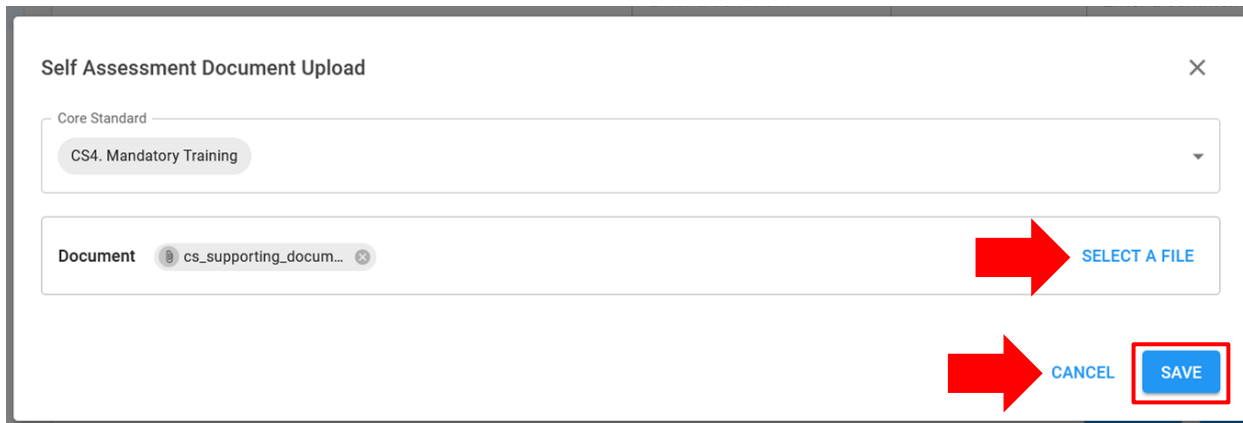 Self Assessment Document Upload
Core Standard
CS4. Mandatory Training
Document cs_supporting_docum... SELECT A FILE
CANCEL SAVE